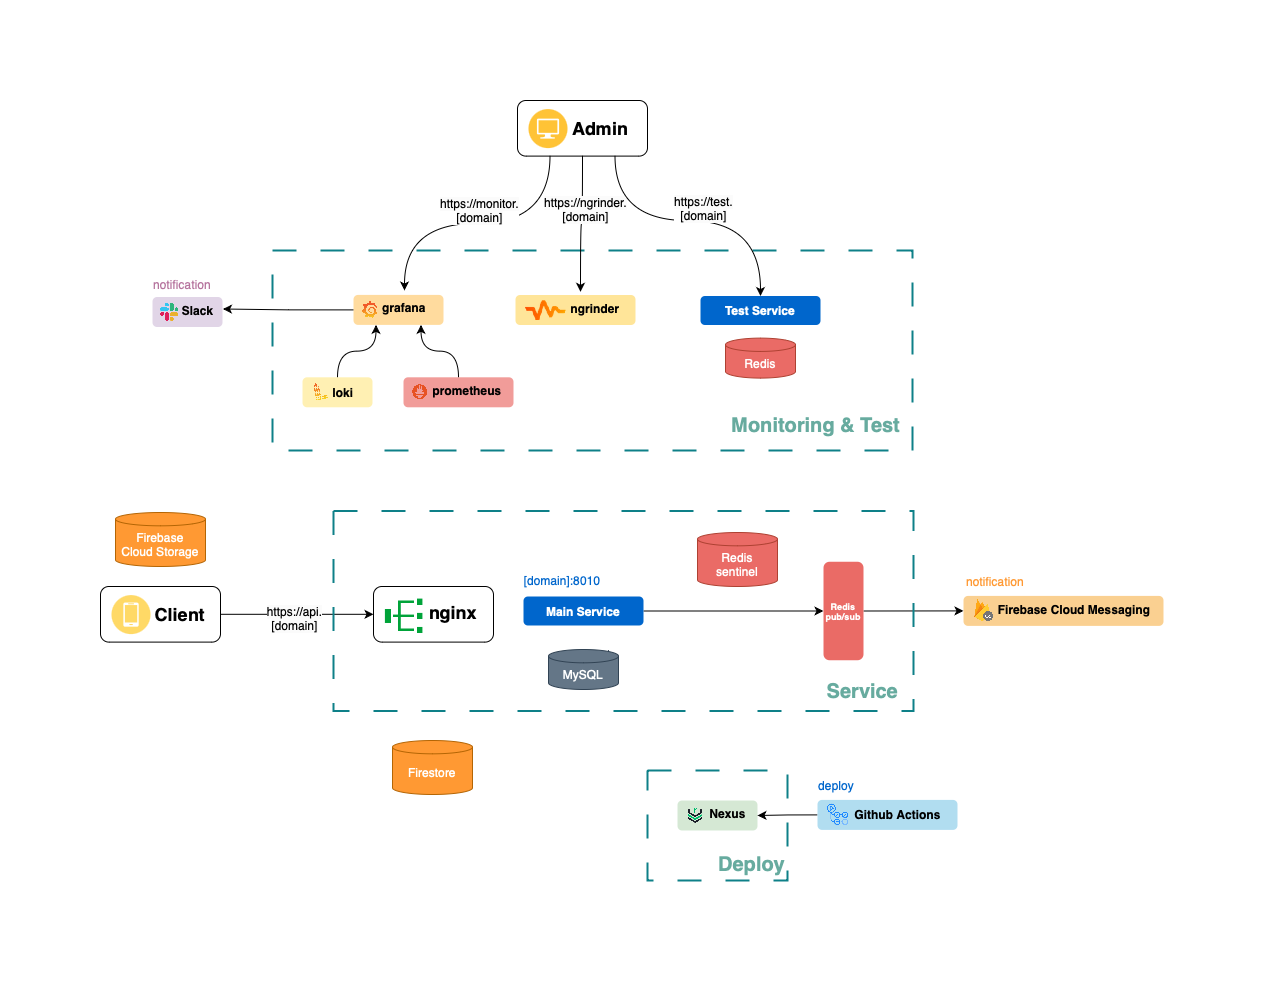 Admin
https://monitor.
[domain]
https://ngrinder.
[domain]
https://test.
[domain]
notification
Slack
grafana
ngrinder
Test Service
Redis
loki
prometheus
Monitoring & Test
Firebase
Cloud Storage
Client
https://api.
[domain]
nginx
[domain]:8010
Main Service
MySQL
Redis
sentinel
Redis
pub/sub
Service
notification
Firebase Cloud Messaging
Firestore
Nexus
Deploy
deploy
Github Actions